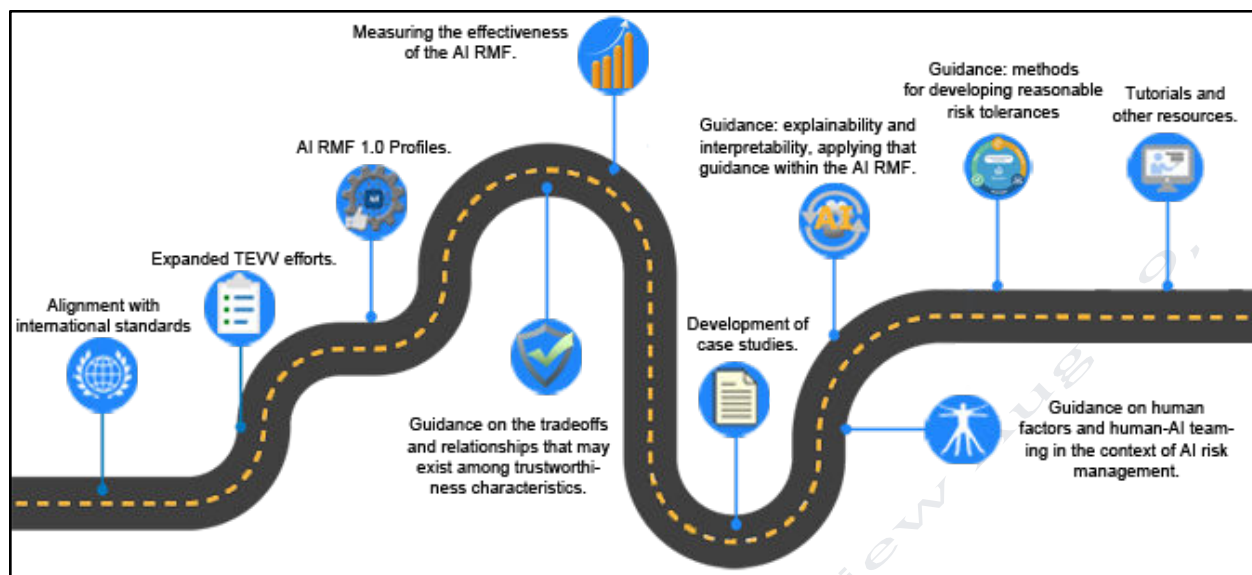 Alignment with
international standards
Expanded TEVV efforts.
AI RMF 1.0 Profiles.
Measuring the effectiveness
of the AI RMF.
Guidance on the tradeoffs
and relationships that may
exist among trustworthi-
ness characteristics.
Development of
case studies.
Guidance: explainability and
interpretability, applying that
guidance within the AI RMF.
AI
Guidance on human
factors and human-AI team-
ing in the context of AI risk
management.
Guidance: methods
for developing reasonable
risk tolerances
Tutorials and
other resources.